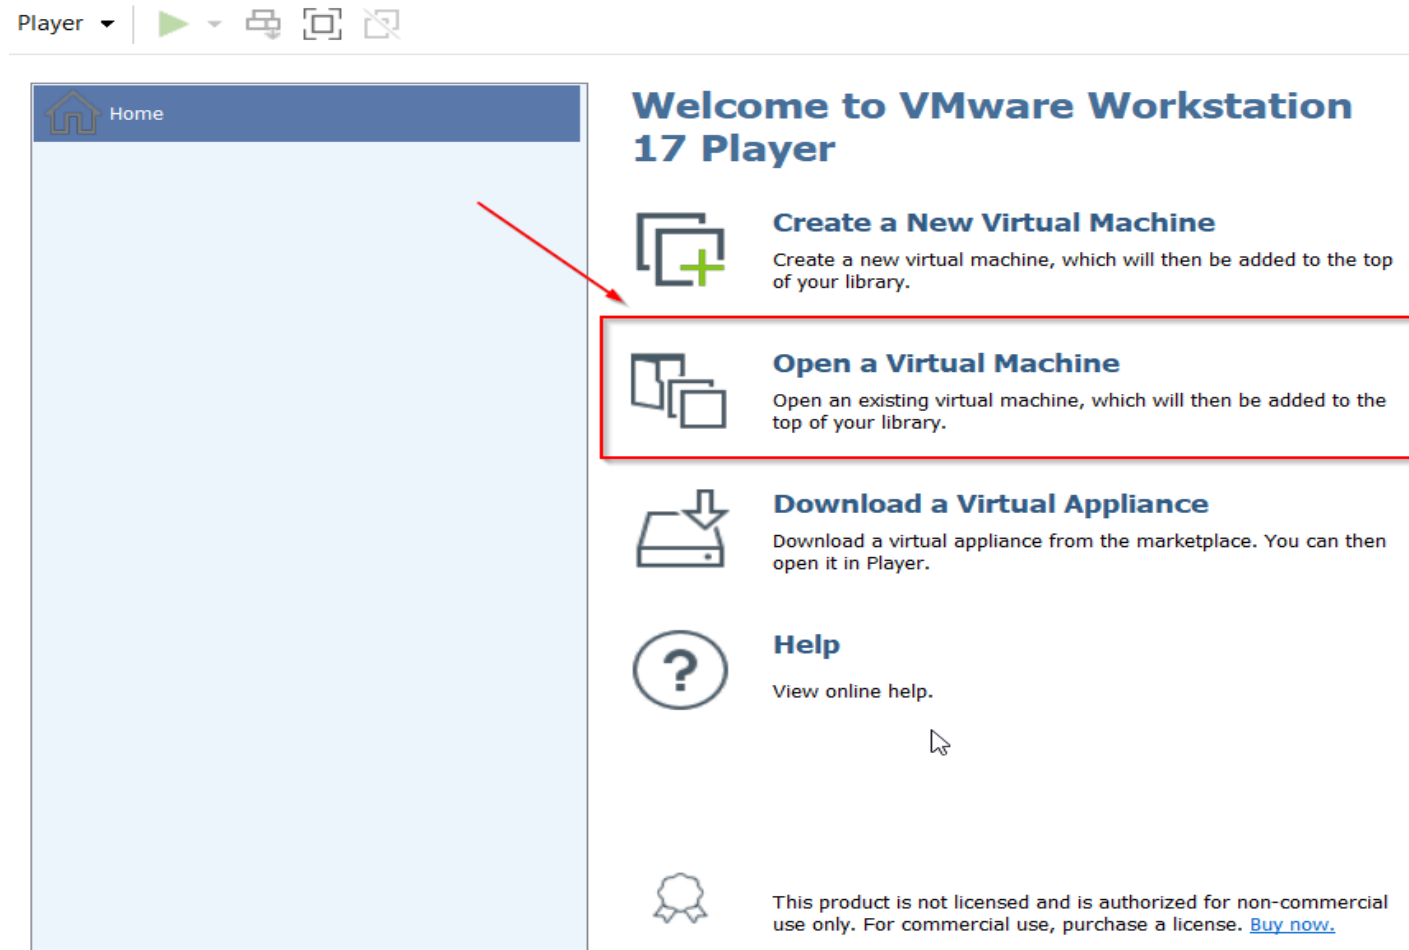 Player
Home
Welcome to VMware Workstation
17 Player
Create a New Virtual Machine
Create a new virtual machine, which will then be added to the top
of your library.
Open a Virtual Machine
Open an existing virtual machine, which will then be added to the
top of your library.
Download a Virtual Appliance
Download a virtual appliance from the marketplace. You can then
open it in Player.
?
Help
View online help.
This product is not licensed and is authorized for non-commercial
use only. For commercial use, purchase a license. Buy now.